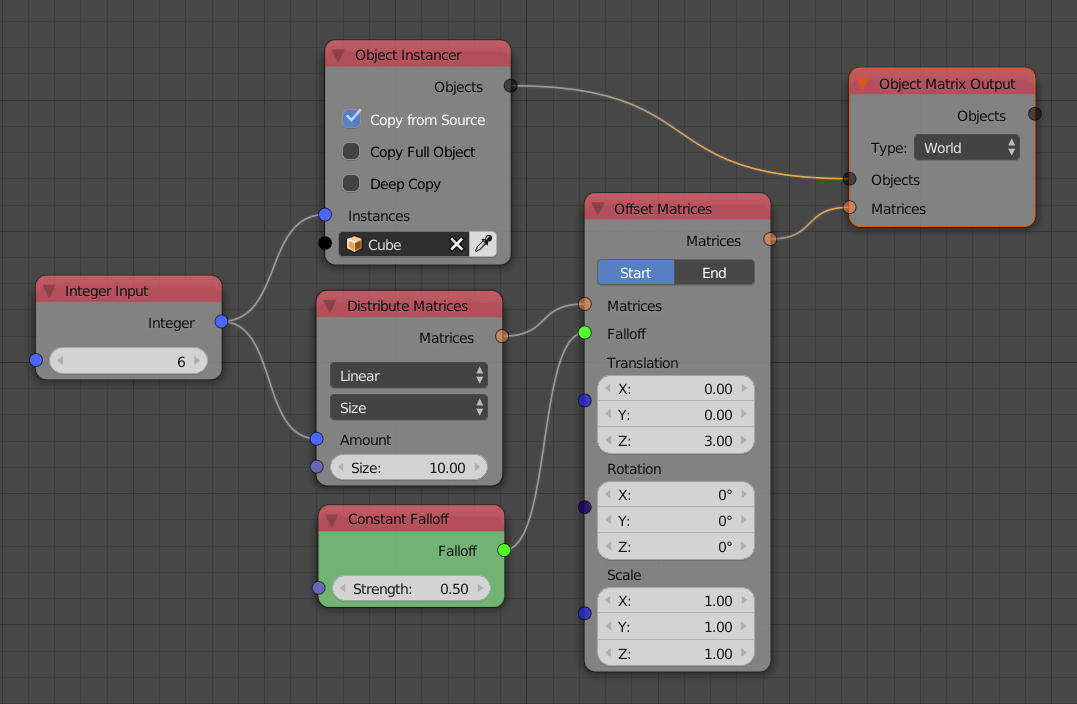 Object Instancer
Objects
Copy from Source
Copy Full Object
Deep Copy
Instances
Cube
Integer Input
Integer
6
Distribute Matrices
Matrices
Linear
Size
Amount
Size: 10.00
Constant Falloff
Falloff
Strength: 0.50
Offset Matrices
Matrices
Start End
Matrices
Falloff
Translation
X: 0.00
Y: 0.00
Z: 3.00
Rotation
X: 0°
Y: 0°
Z: 0°
Scale
X: 1.00
Y: 1.00
Z: 1.00
Object Matrix Output
Objects
Type: World
Objects
Matrices